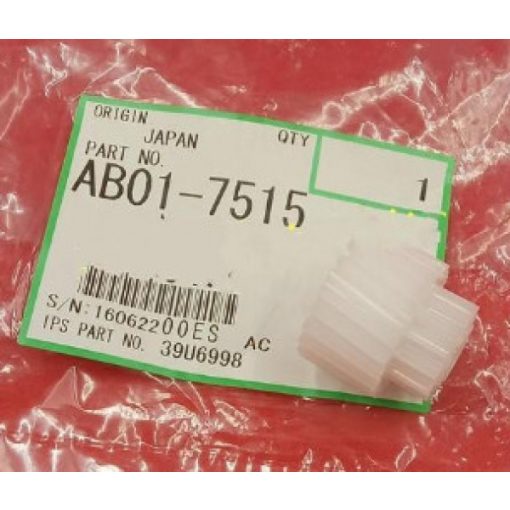 ORIGIN
JAPAN
QTY
1
PART NO.
AB01-7515
S/N:16062200ES
AC
IPS PART NO. 39U6998